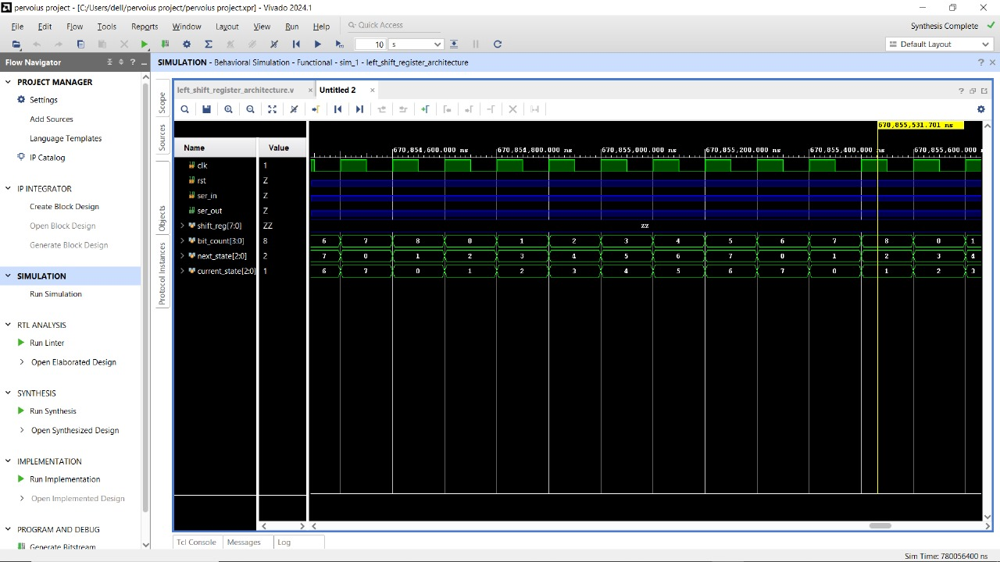 pervoius project - [C:/Users/dell/pervoius project/pervoius project.xpr] - Vivado 2024.1
File Edit Flow Tools Reports Window Layout View Run Help Quick Access
Synthesis Complete
10 s
Default Layout
Flow Navigator
SIMULATION - Behavioral Simulation - Functional - sim_1 - left_shift_register_architecture
PROJECT MANAGER
Settings
Add Sources
Language Templates
IP Catalog
IP INTEGRATOR
Create Block Design
Open Block Design
Generate Block Design
SIMULATION
Run Simulation
RTL ANALYSIS
Run Linter
Open Elaborated Design
SYNTHESIS
Run Synthesis
Open Synthesized Design
IMPLEMENTATION
Run Implementation
Open Implemented Design
PROGRAM AND DEBUG
Generate Bitstream
Scope
Sources
Objects
Protocol Instances
left_shift_register_architecture.v
Untitled 2
670,855,531.701 ns
Name Value
670,854,600.000 ns 670,854,800.000 ns 670,855,000.000 ns 670,855,200.000 ns 670,855,400.000 ns 670,855,600.000 n
clk 1
rst Z
ser_in Z
ser_out Z
shift_reg[7:0] ZZ zz
bit_count[3:0] 8 6 7 8 0 1 2 3 4 5 6 7 8 0 1
next_state[2:0] 2 7 0 1 2 3 4 5 6 7 0 1 2 3 4
current_state[2:0] 1 6 7 0 1 2 3 4 5 6 7 0 1 2 3
Tcl Console Messages Log
Sim Time: 780056400 ns